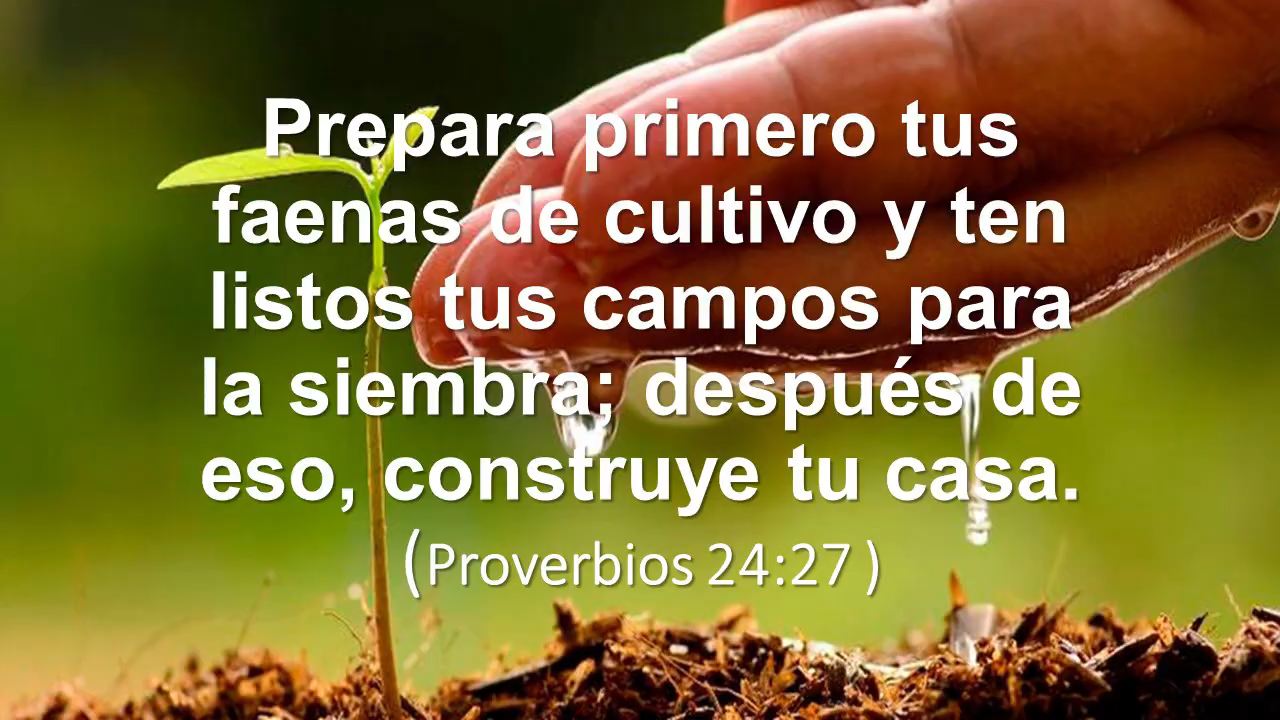 Prepara primero tus
faenas de cultivo y ten
listos tus campos para
la siembra; después de
eso, construye tu casa.
(Proverbios 24:27 )